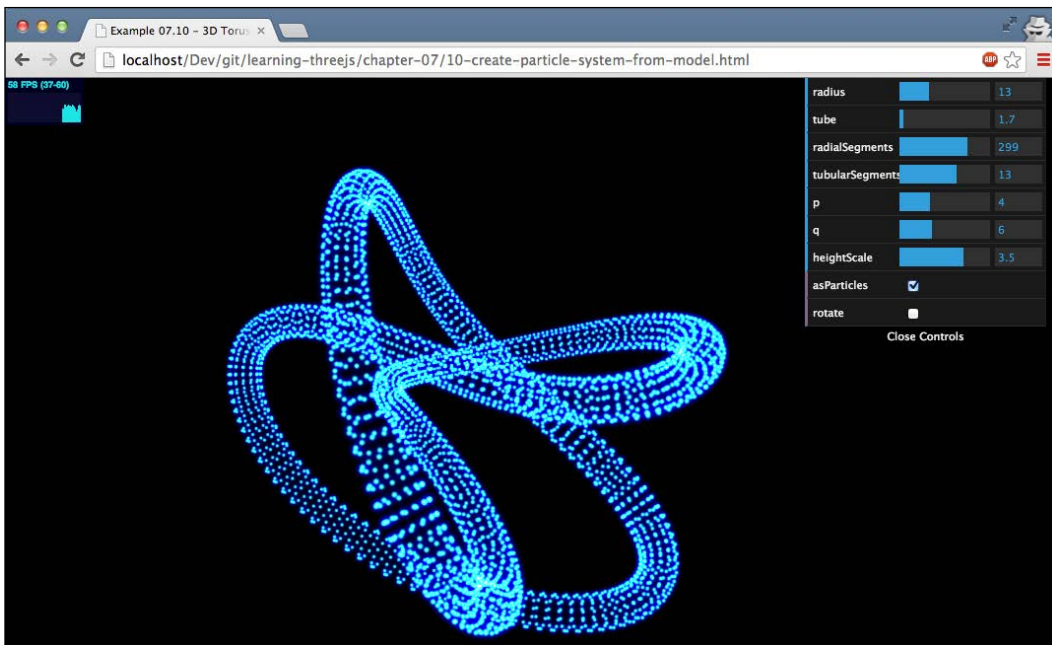 Example 07.10 – 3D Torus
localhost/Dev/git/learning-threejs/chapter-07/10-create-particle-system-from-model.html
ABP
58 FPS (37-60)
radius 13
tube 1.7
radialSegments 299
tubularSegments 13
p 4
q 6
heightScale 3.5
asParticles
rotate
Close Controls